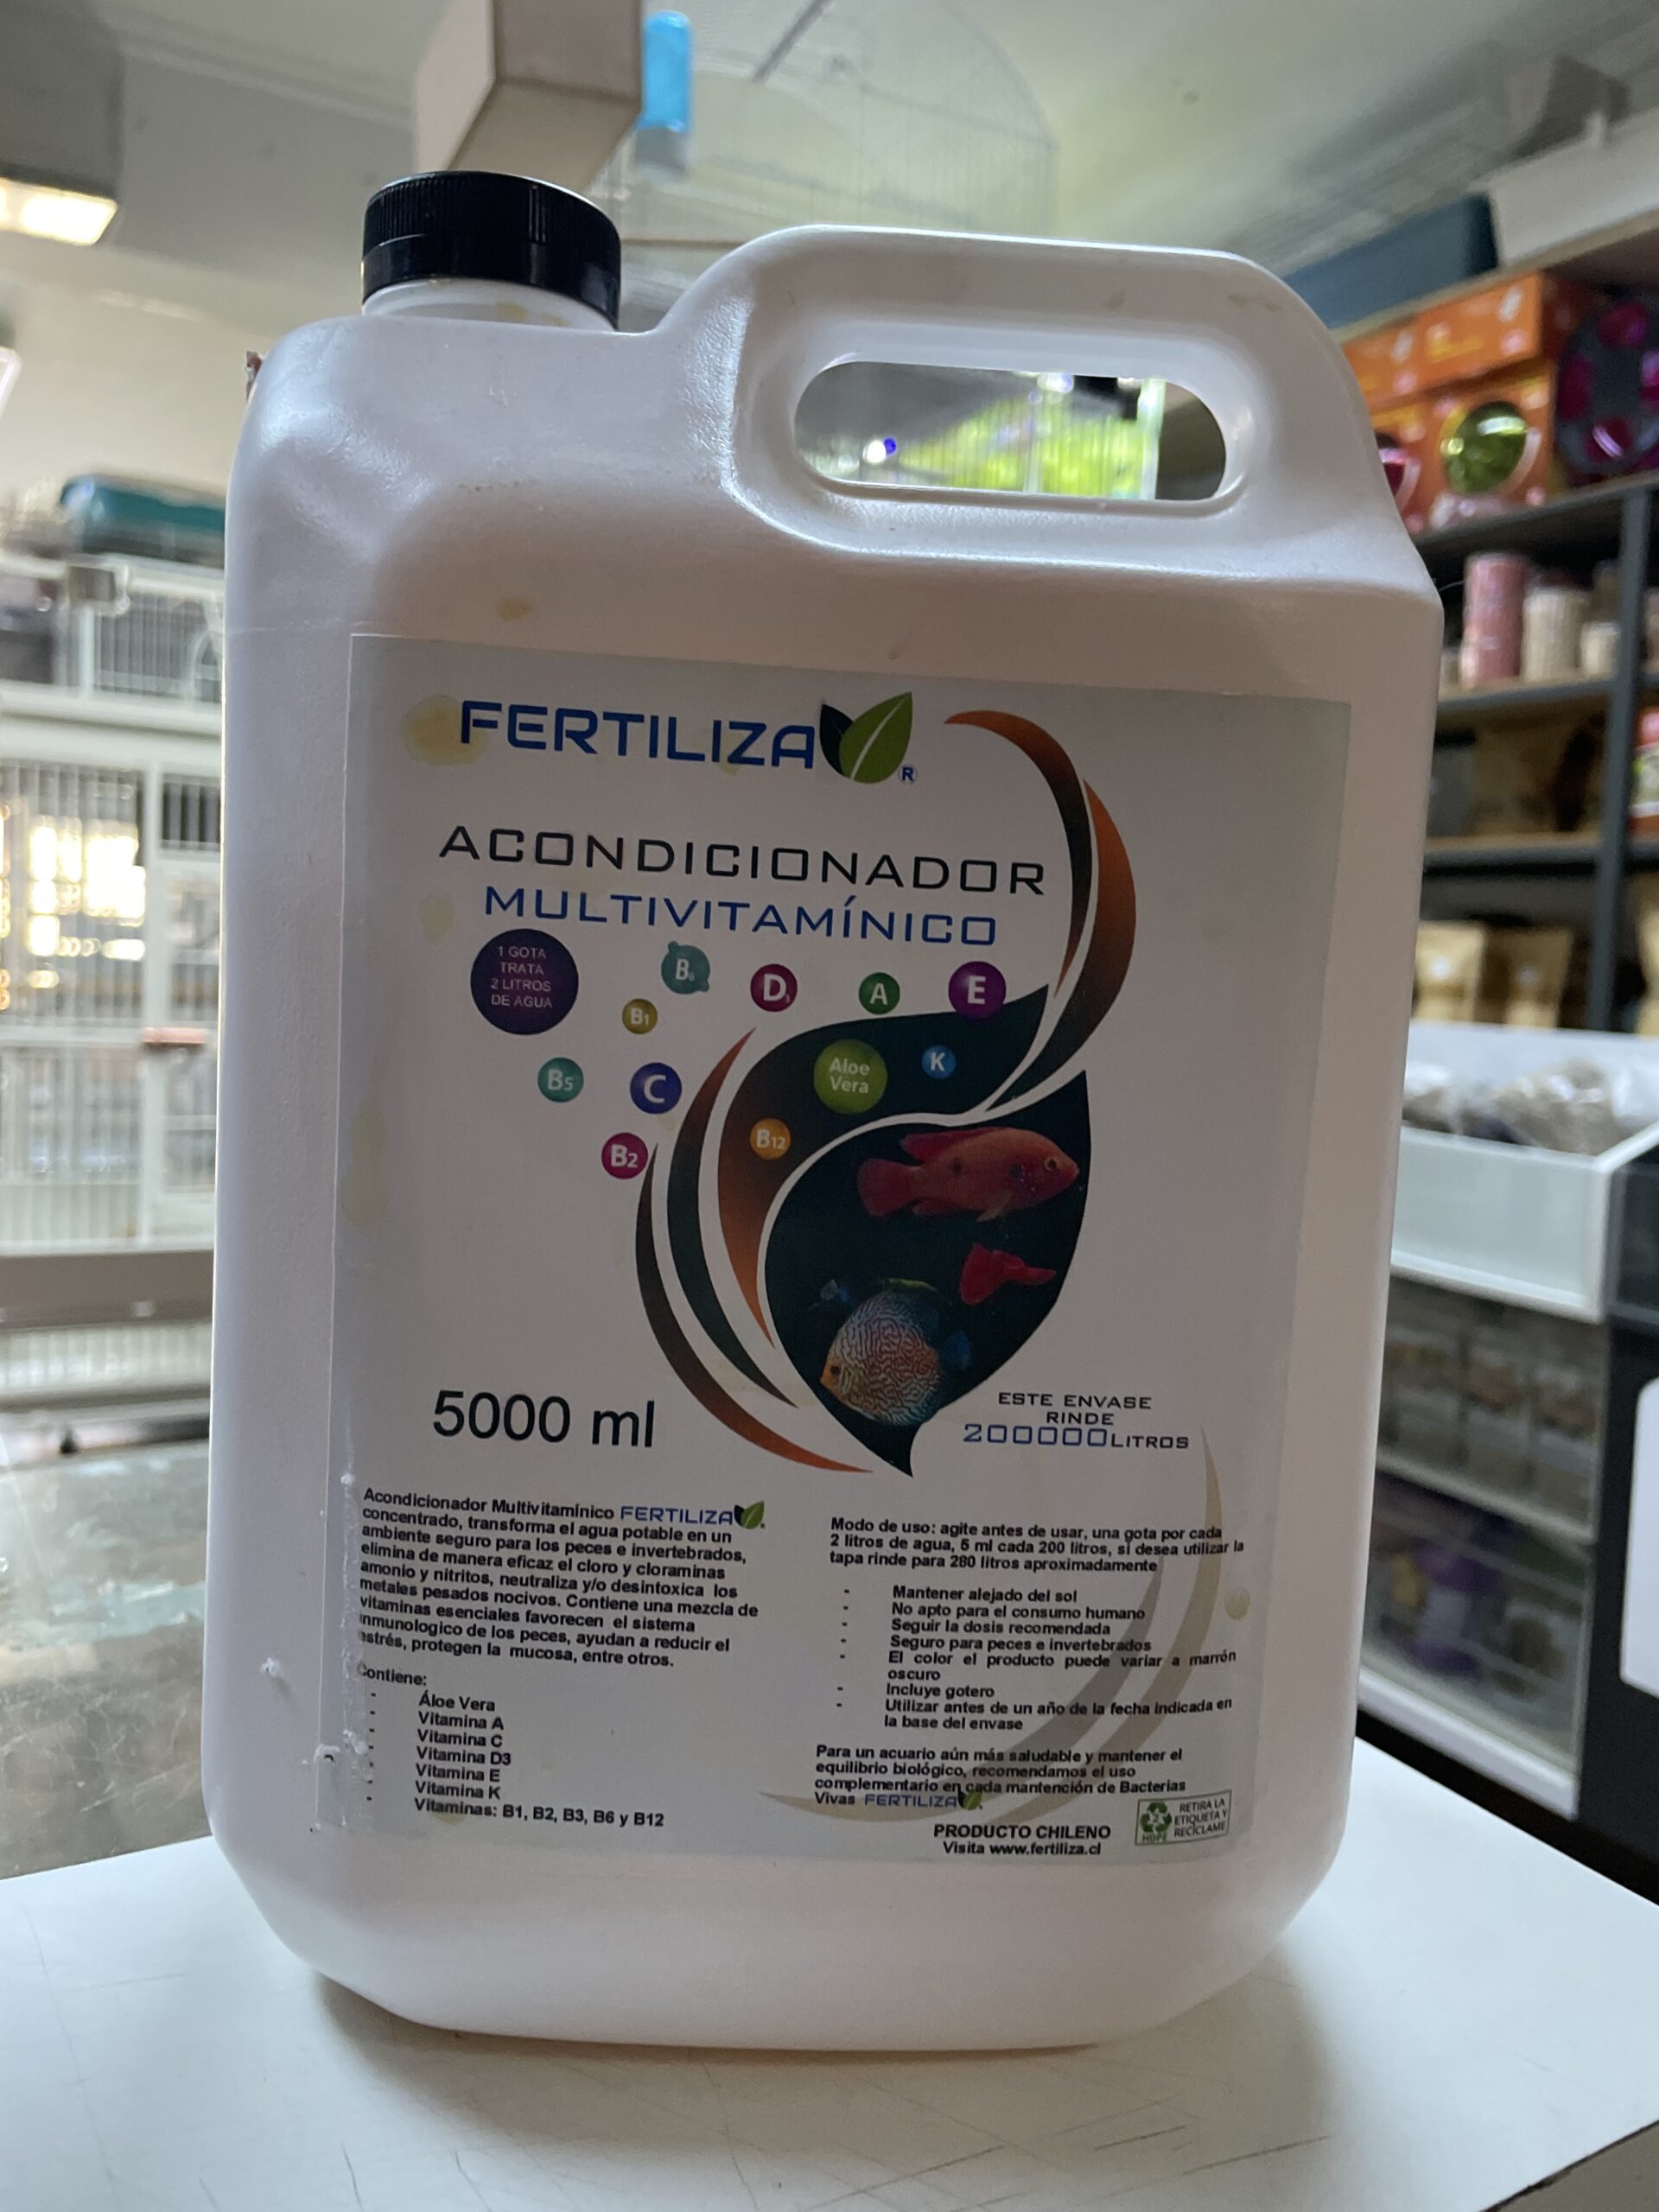 FERTILIZA
®
ACONDICIONADOR
MULTIVITAMÍNICO
1 GOTA
TRATA
2 LITROS
DE AGUA
B6
D3
A
E
B1
B5
C
Aloe
Vera
K
B12
B2
5000 ml
ESTE ENVASE
RINDE
200000 LITROS
Acondicionador Multivitamínico FERTILIZA
concentrado, transforma el agua potable en un
ambiente seguro para los peces e invertebrados,
elimina de manera eficaz el cloro y cloraminas
amonio y nitritos, neutraliza y/o desintoxica los
metales pesados nocivos. Contiene una mezcla de
vitaminas esenciales favorecen el sistema
inmunologico de los peces, ayudan a reducir el
estrés, protegen la mucosa, entre otros.
Contiene:
- Áloe Vera
- Vitamina A
- Vitamina C
- Vitamina D3
- Vitamina E
- Vitamina K
- Vitaminas: B1, B2, B3, B6 y B12
Modo de uso: agite antes de usar, una gota por cada
2 litros de agua, 5 ml cada 200 litros, si desea utilizar la
tapa rinde para 280 litros aproximadamente
- Mantener alejado del sol
- No apto para el consumo humano
- Seguir la dosis recomendada
- Seguro para peces e invertebrados
- El color el producto puede variar a marrón
oscuro
- Incluye gotero
- Utilizar antes de un año de la fecha indicada en
la base del envase
Para un acuario aún más saludable y mantener el
equilibrio biológico, recomendamos el uso
complementario en cada mantención de Bacterias
Vivas FERTILIZA
PRODUCTO CHILENO
Visita www.fertiliza.cl
2
HDPE
RETIRA LA
ETIQUETA Y
RECÍCLAME